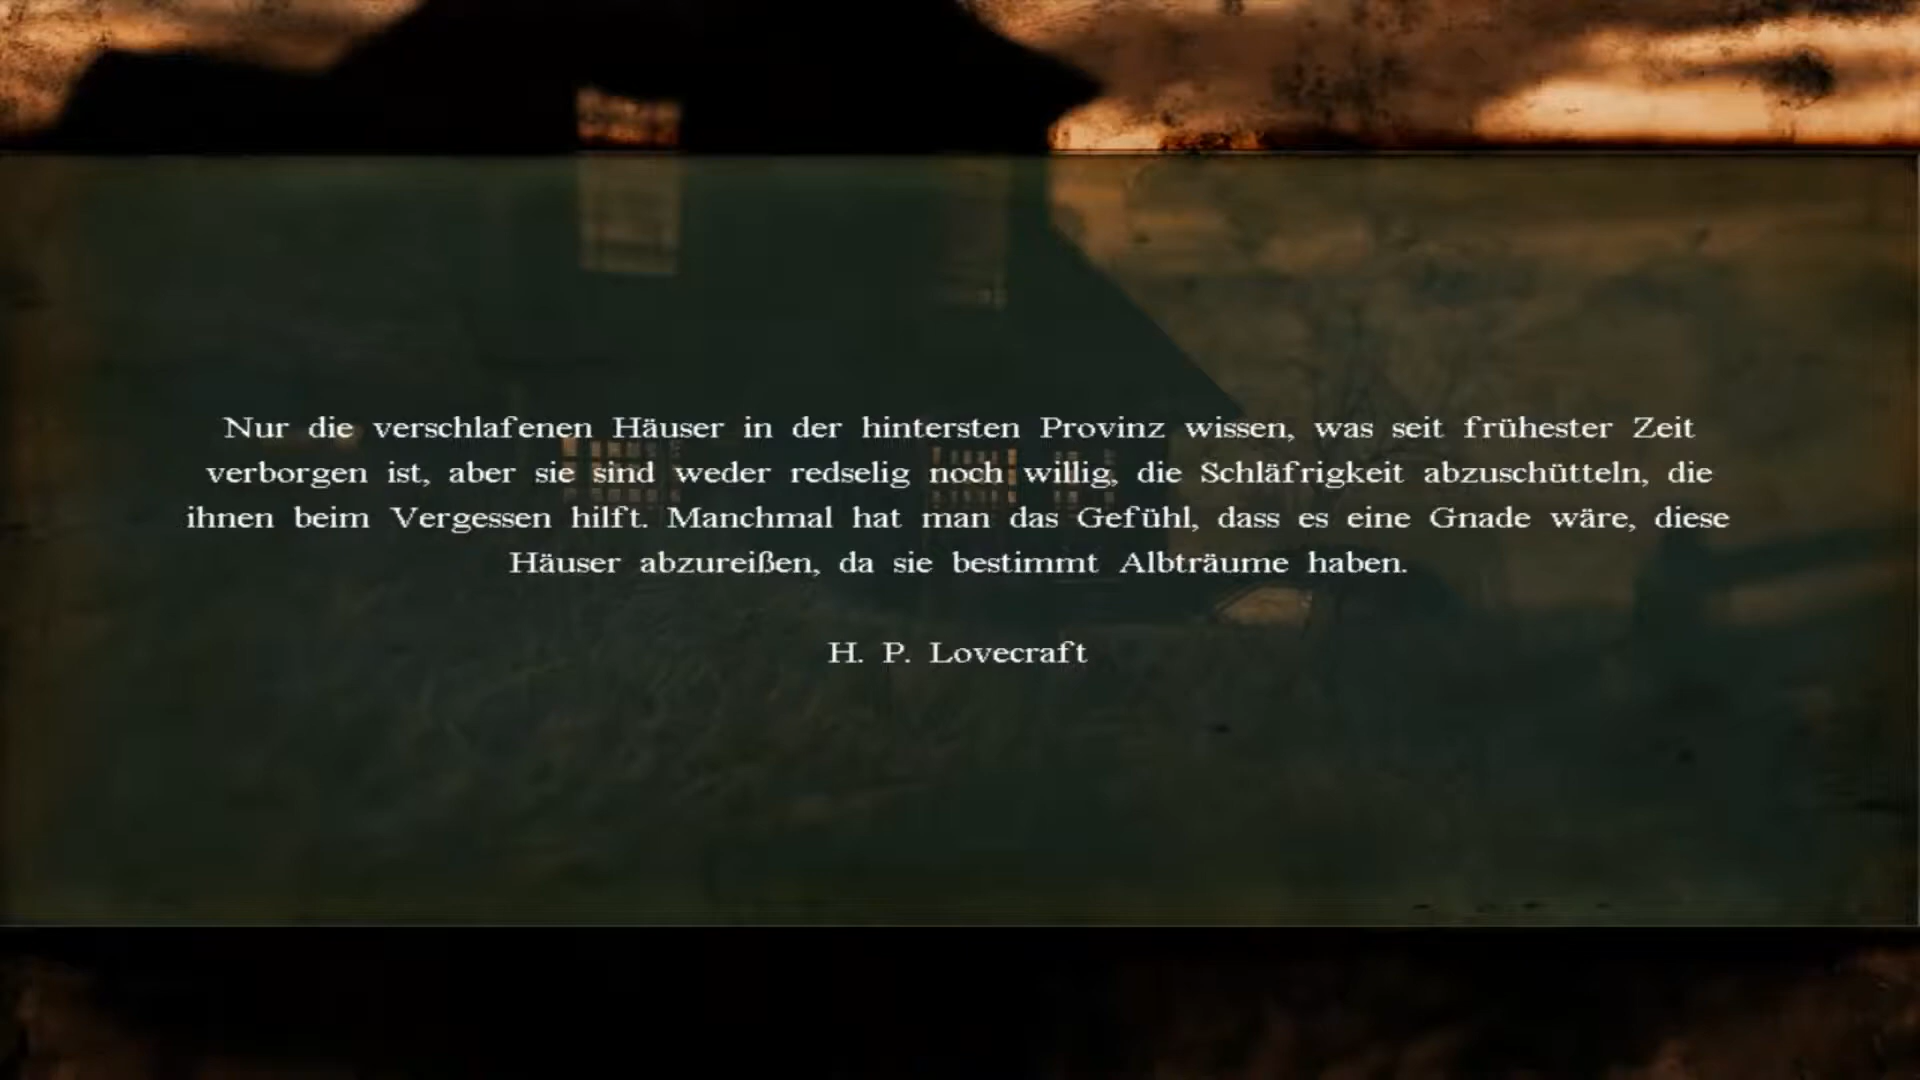 Nur die verschlafenen Häuser in der hintersten Provinz wissen, was seit frühester Zeit
verborgen ist, aber sie sind weder redselig noch willig, die Schläfrigkeit abzuschütteln, die
ihnen beim Vergessen hilft. Manchmal hat man das Gefühl, dass es eine Gnade wäre, diese
Häuser abzureißen, da sie bestimmt Albträume haben.
H. P. Lovecraft